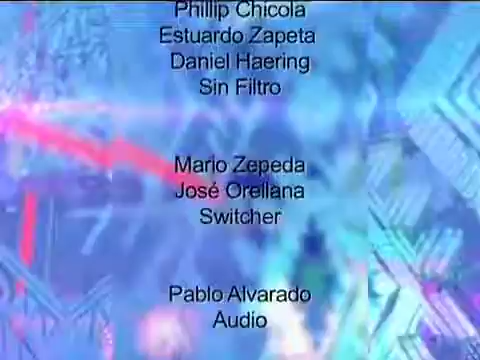 Phillip Chicola
Estuardo Zapeta
Daniel Haering
Sin Filtro
Mario Zepeda
José Orellana
Switcher
Pablo Alvarado
Audio